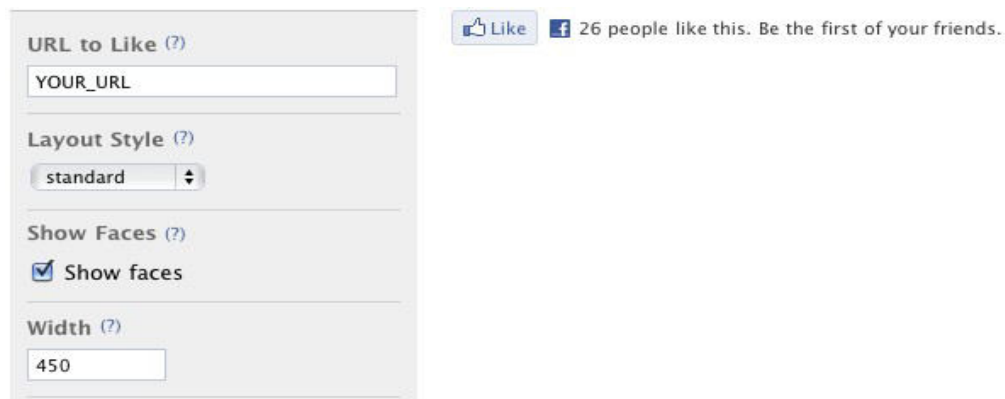 URL to Like (?)
YOUR_URL
Layout Style (?)
standard
Show Faces (?)
Show faces
Width (?)
450
Like 26 people like this. Be the first of your friends.